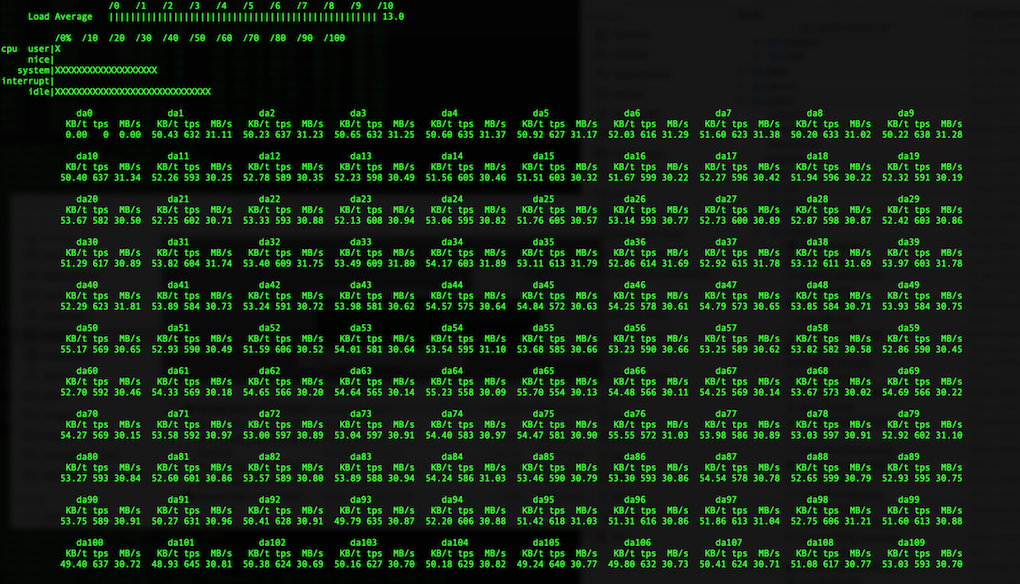 /0 /1 /2 /3 /4 /5 /6 /7 /8 /9 /10
Load Average |||||||||||||||||||||||||||||||||||||||||||||||||| 13.0
/0% /10 /20 /30 /40 /50 /60 /70 /80 /90 /100
cpu user|X
nice|
system|XXXXXXXXXXXXXXXXXXX
interrupt|
idle|XXXXXXXXXXXXXXXXXXXXXXXXXXXXX
da0 da1 da2 da3 da4 da5 da6 da7 da8 da9
KB/t tps MB/s KB/t tps MB/s KB/t tps MB/s KB/t tps MB/s KB/t tps MB/s KB/t tps MB/s KB/t tps MB/s KB/t tps MB/s KB/t tps MB/s KB/t tps MB/s
0.00 0 0.00 50.43 632 31.11 50.23 637 31.23 50.65 632 31.25 50.60 635 31.37 50.92 627 31.17 52.03 616 31.29 51.60 623 31.38 50.20 633 31.02 50.22 638 31.28
da10 da11 da12 da13 da14 da15 da16 da17 da18 da19
KB/t tps MB/s KB/t tps MB/s KB/t tps MB/s KB/t tps MB/s KB/t tps MB/s KB/t tps MB/s KB/t tps MB/s KB/t tps MB/s KB/t tps MB/s KB/t tps MB/s
50.40 637 31.34 52.26 593 30.25 52.78 589 30.35 52.23 598 30.49 51.56 605 30.46 51.51 603 30.32 51.67 599 30.22 52.27 596 30.42 51.94 596 30.22 52.32 591 30.19
da20 da21 da22 da23 da24 da25 da26 da27 da28 da29
KB/t tps MB/s KB/t tps MB/s KB/t tps MB/s KB/t tps MB/s KB/t tps MB/s KB/t tps MB/s KB/t tps MB/s KB/t tps MB/s KB/t tps MB/s KB/t tps MB/s
53.67 582 30.50 52.25 602 30.71 53.33 593 30.88 52.13 608 30.94 53.06 595 30.82 51.76 605 30.57 53.14 593 30.77 52.73 600 30.89 52.87 598 30.87 52.42 603 30.86
da30 da31 da32 da33 da34 da35 da36 da37 da38 da39
KB/t tps MB/s KB/t tps MB/s KB/t tps MB/s KB/t tps MB/s KB/t tps MB/s KB/t tps MB/s KB/t tps MB/s KB/t tps MB/s KB/t tps MB/s KB/t tps MB/s
51.29 617 30.89 53.82 604 31.74 53.40 609 31.75 53.49 609 31.80 54.17 603 31.89 53.11 613 31.79 52.86 614 31.69 52.92 615 31.78 53.12 611 31.69 53.97 603 31.78
da40 da41 da42 da43 da44 da45 da46 da47 da48 da49
KB/t tps MB/s KB/t tps MB/s KB/t tps MB/s KB/t tps MB/s KB/t tps MB/s KB/t tps MB/s KB/t tps MB/s KB/t tps MB/s KB/t tps MB/s KB/t tps MB/s
52.29 623 31.81 53.89 584 30.73 53.24 591 30.72 53.98 581 30.62 54.57 575 30.64 54.84 572 30.63 54.25 578 30.61 54.79 573 30.65 53.85 584 30.71 53.93 584 30.75
da50 da51 da52 da53 da54 da55 da56 da57 da58 da59
KB/t tps MB/s KB/t tps MB/s KB/t tps MB/s KB/t tps MB/s KB/t tps MB/s KB/t tps MB/s KB/t tps MB/s KB/t tps MB/s KB/t tps MB/s KB/t tps MB/s
55.17 569 30.65 52.93 590 30.49 51.59 606 30.52 54.01 581 30.64 53.54 595 31.10 53.68 585 30.66 53.23 590 30.66 53.25 589 30.62 53.82 582 30.58 52.86 590 30.45
da60 da61 da62 da63 da64 da65 da66 da67 da68 da69
KB/t tps MB/s KB/t tps MB/s KB/t tps MB/s KB/t tps MB/s KB/t tps MB/s KB/t tps MB/s KB/t tps MB/s KB/t tps MB/s KB/t tps MB/s KB/t tps MB/s
52.70 592 30.46 54.33 569 30.18 54.65 566 30.20 54.64 565 30.14 55.23 558 30.09 55.70 554 30.13 54.48 566 30.11 54.25 569 30.14 53.67 573 30.02 54.69 566 30.22
da70 da71 da72 da73 da74 da75 da76 da77 da78 da79
KB/t tps MB/s KB/t tps MB/s KB/t tps MB/s KB/t tps MB/s KB/t tps MB/s KB/t tps MB/s KB/t tps MB/s KB/t tps MB/s KB/t tps MB/s KB/t tps MB/s
54.27 569 30.15 53.58 592 30.97 53.00 597 30.89 53.04 597 30.91 54.40 583 30.97 54.47 581 30.90 55.55 572 31.03 53.98 586 30.89 53.03 597 30.91 52.92 602 31.10
da80 da81 da82 da83 da84 da85 da86 da87 da88 da89
KB/t tps MB/s KB/t tps MB/s KB/t tps MB/s KB/t tps MB/s KB/t tps MB/s KB/t tps MB/s KB/t tps MB/s KB/t tps MB/s KB/t tps MB/s KB/t tps MB/s
53.27 593 30.84 52.60 601 30.86 53.57 589 30.80 53.89 588 30.94 54.24 586 31.03 53.46 590 30.79 53.30 593 30.86 54.54 578 30.78 52.65 599 30.79 52.93 595 30.75
da90 da91 da92 da93 da94 da95 da96 da97 da98 da99
KB/t tps MB/s KB/t tps MB/s KB/t tps MB/s KB/t tps MB/s KB/t tps MB/s KB/t tps MB/s KB/t tps MB/s KB/t tps MB/s KB/t tps MB/s KB/t tps MB/s
53.75 589 30.91 50.27 631 30.96 50.41 628 30.91 49.79 635 30.87 52.20 606 30.88 51.42 618 31.03 51.31 616 30.86 51.86 613 31.04 52.75 606 31.21 51.60 613 30.88
da100 da101 da102 da103 da104 da105 da106 da107 da108 da109
KB/t tps MB/s KB/t tps MB/s KB/t tps MB/s KB/t tps MB/s KB/t tps MB/s KB/t tps MB/s KB/t tps MB/s KB/t tps MB/s KB/t tps MB/s KB/t tps MB/s
49.40 637 30.72 48.93 645 30.81 50.38 624 30.69 50.16 627 30.70 50.18 629 30.82 49.24 640 30.77 49.80 632 30.73 50.41 624 30.71 51.08 617 30.77 53.03 593 30.70